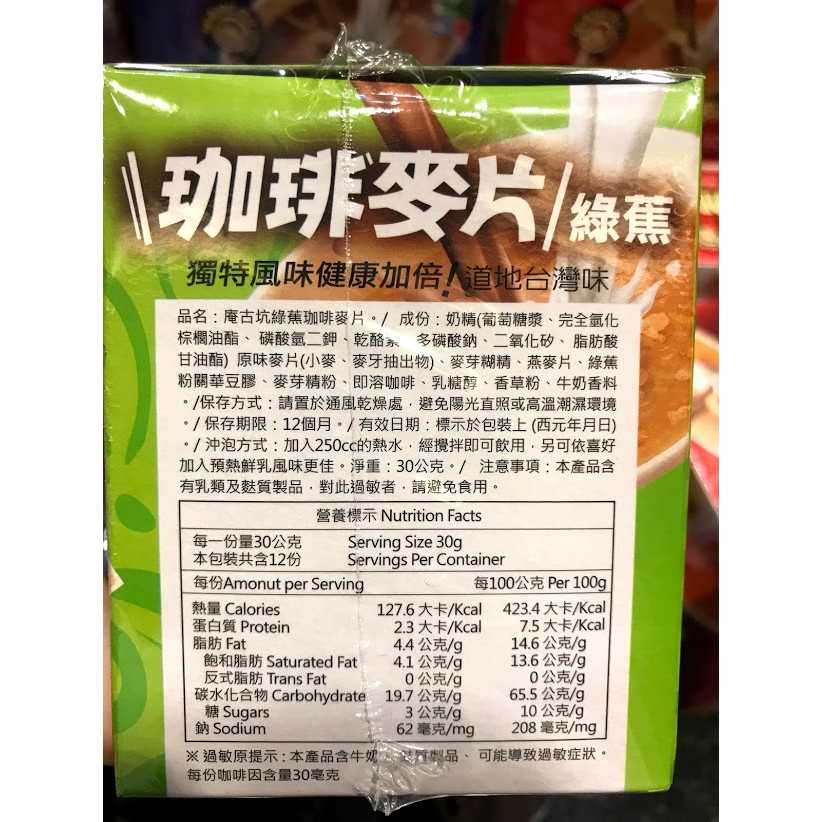 珈琲麥片/綠蕉
獨特風味健康加倍!道地台灣味
品名：庵古坑綠蕉珈琲麥片。/ 成份：奶精(葡萄糖漿、完全氫化
棕櫚油酯、磷酸氫二鉀、乾酪素 多磷酸鈉、二氧化矽、脂肪酸
甘油酯) 原味麥片(小麥、麥牙抽出物)、麥芽糊精、燕麥片、綠蕉
粉關華豆膠、麥芽精粉、即溶咖啡、乳糖醇、香草粉、牛奶香料
。/保存方式：請置於通風乾燥處，避免陽光直照或高溫潮濕環境
。/ 保存期限：12個月。/ 有效日期：標示於包裝上 (西元年月日)
。/ 沖泡方式：加入250cc的熱水，經攪拌即可飲用，另可依喜好
加入預熱鮮乳風味更佳。淨重：30公克。/ 注意事項：本產品含
有乳類及麩質製品，對此過敏者，請避免食用。
營養標示 Nutrition Facts
每一份量30公克 Serving Size 30g
本包裝共含12份 Servings Per Container
每份Amonut per Serving 每100公克 Per 100g
熱量 Calories 127.6 大卡/Kcal 423.4 大卡/Kcal
蛋白質 Protein 2.3 大卡/Kcal 7.5 大卡/Kcal
脂肪 Fat 4.4 公克/g 14.6 公克/g
飽和脂肪 Saturated Fat 4.1 公克/g 13.6 公克/g
反式脂肪 Trans Fat 0 公克/g 0 公克/g
碳水化合物 Carbohydrate 19.7 公克/g 65.5 公克/g
糖 Sugars 3 公克/g 10 公克/g
鈉 Sodium 62 毫克/mg 208 毫克/mg
※ 過敏原提示：本產品含牛奶 質製品、可能導致過敏症狀。
每份咖啡因含量30毫克